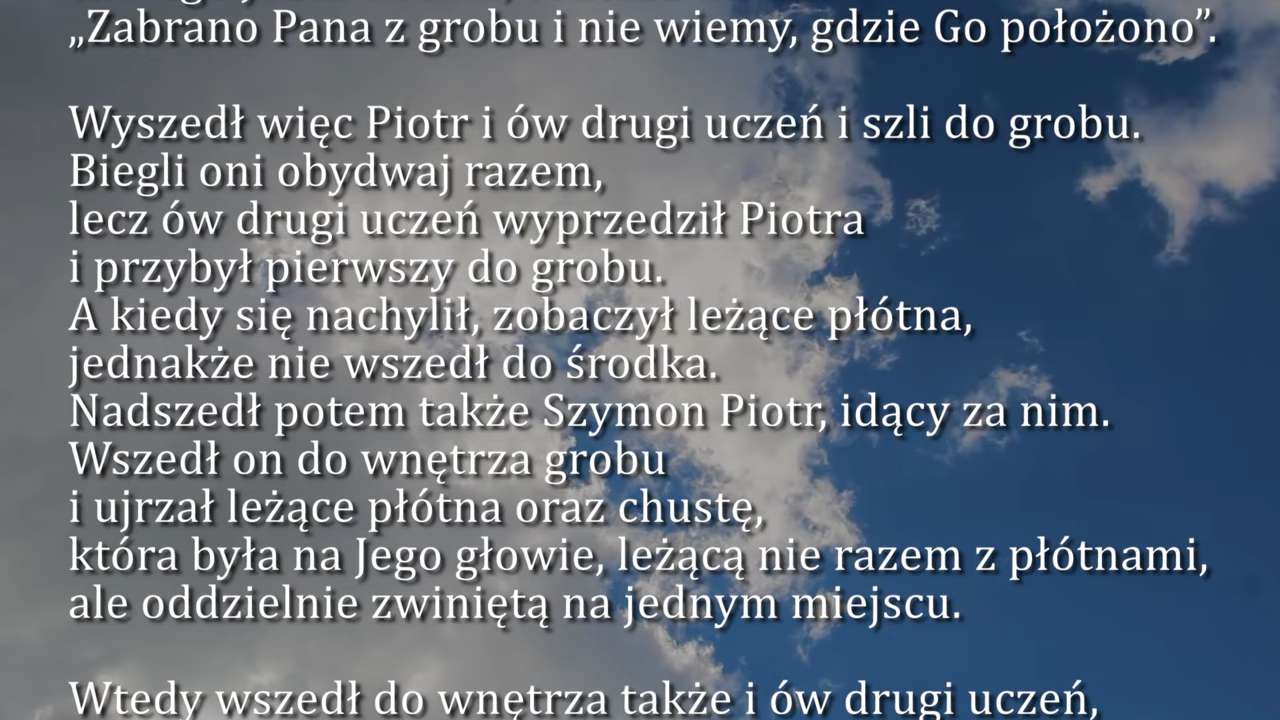 „Zabrano Pana z grobu i nie wiemy, gdzie Go położono”.
Wyszedł więc Piotr i ów drugi uczeń i szli do grobu.
Biegli oni obydwaj razem,
lecz ów drugi uczeń wyprzedził Piotra
i przybył pierwszy do grobu.
A kiedy się nachylił, zobaczył leżące płótna,
jednakże nie wszedł do środka.
Nadszedł potem także Szymon Piotr, idący za nim.
Wszedł on do wnętrza grobu
i ujrzał leżące płótna oraz chustę,
która była na Jego głowie, leżącą nie razem z płótnami,
ale oddzielnie zwiniętą na jednym miejscu.
Wtedy wszedł do wnętrza także i ów drugi uczeń,